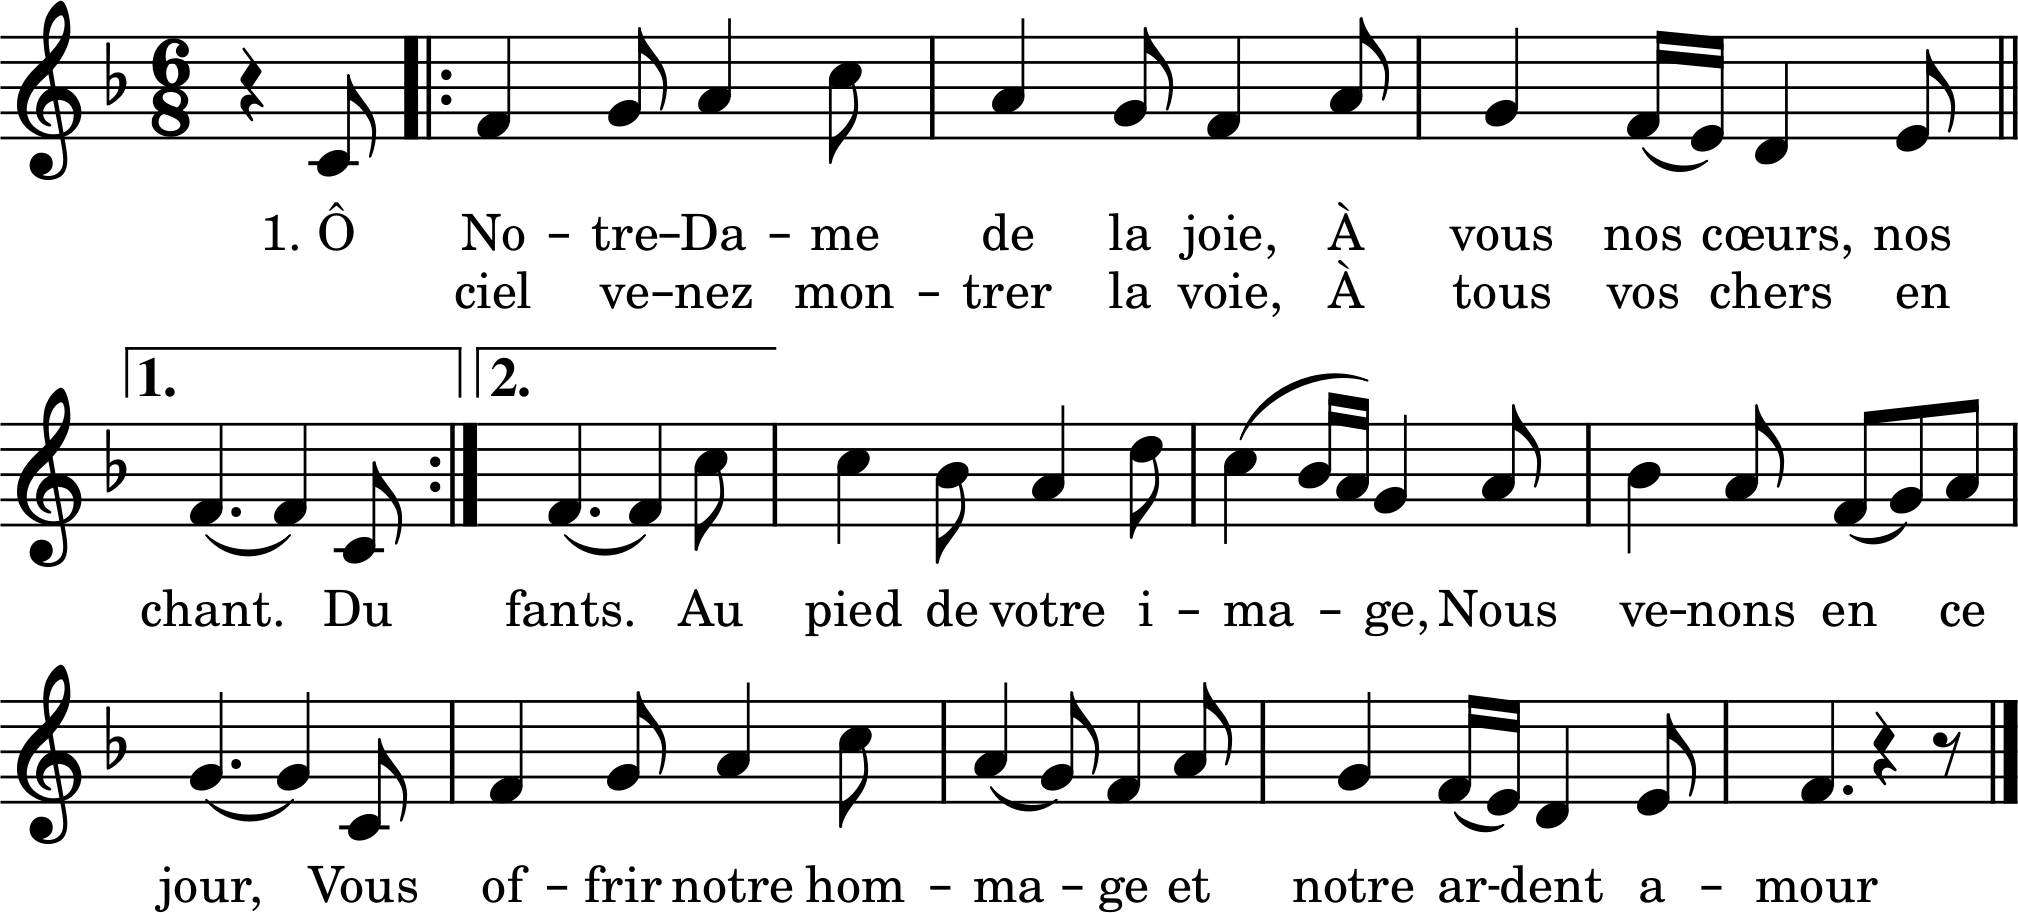 6
8
1. Ô No – tre–Da – me de la joie, À vous nos cœurs, nos
ciel ve–nez mon – trer la voie, À tous vos chers en
1. 2.
chant. Du fants. Au pied de votre i – ma – ge, Nous ve-nons en ce
jour, Vous of – frir notre hom – ma – ge et notre ar-dent a – mour